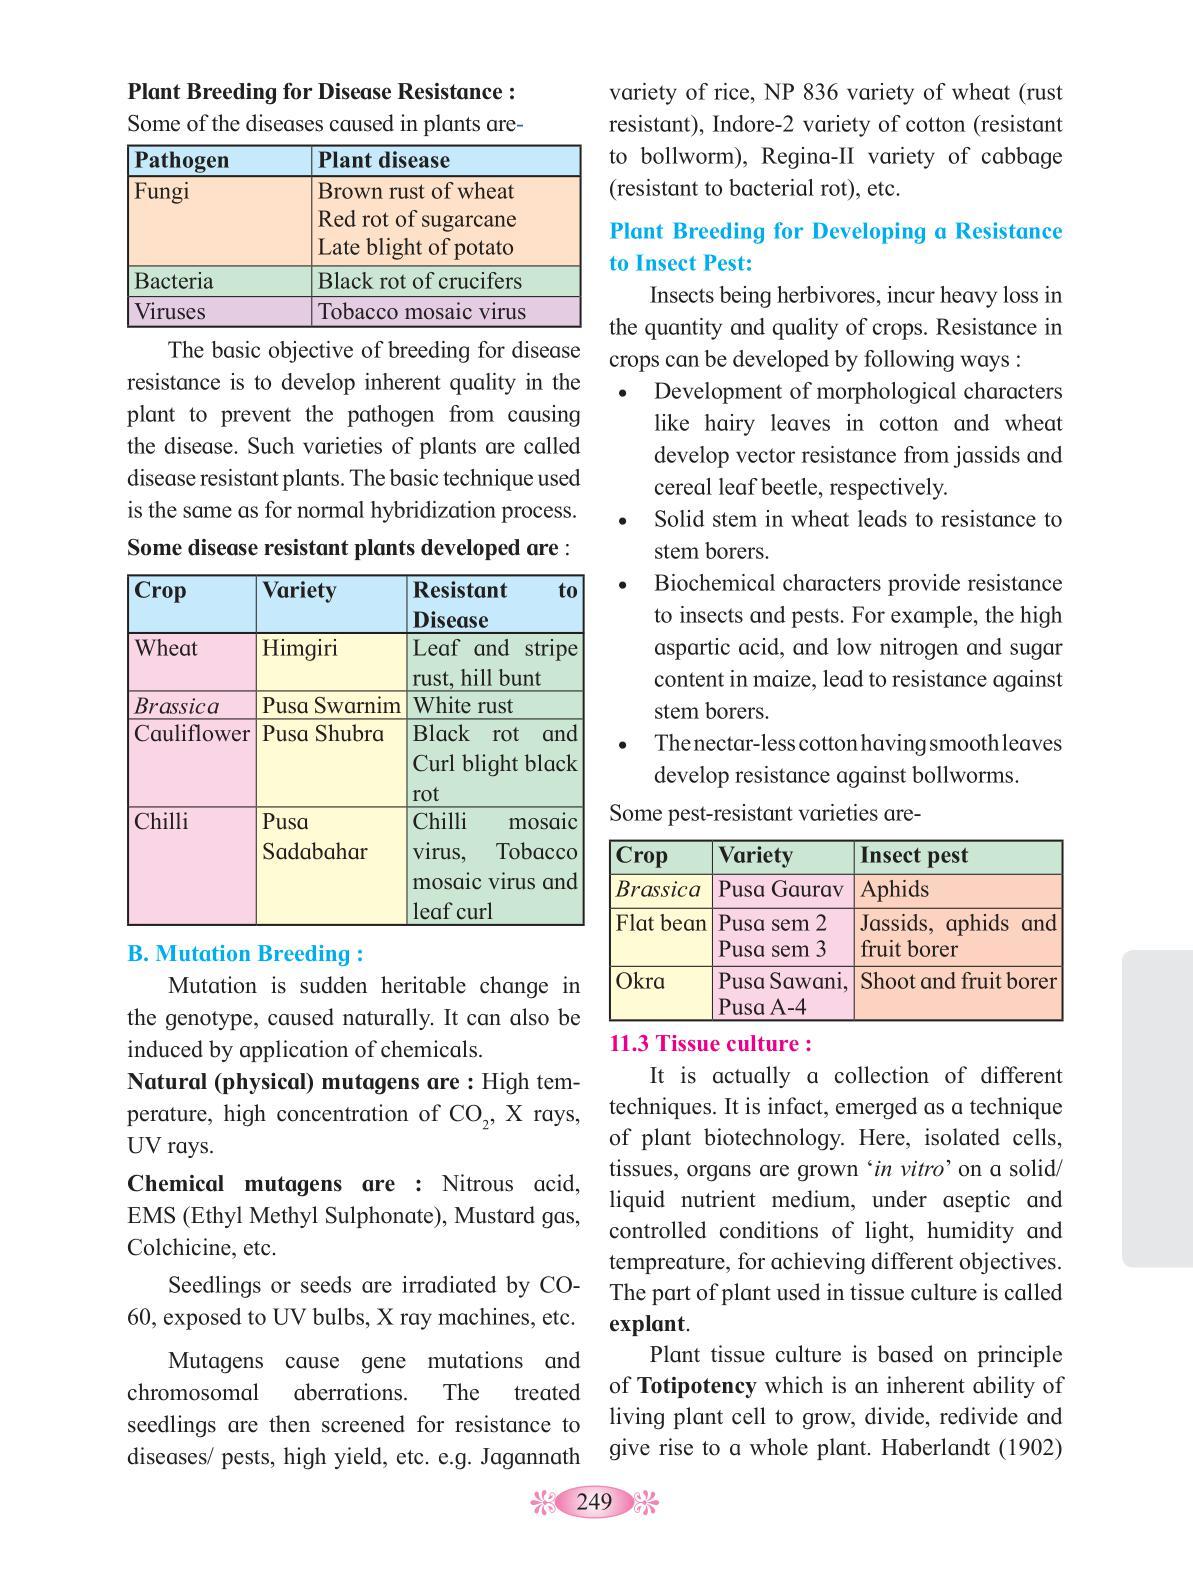 Plant Breeding for Disease Resistance :
Some of the diseases caused in plants are-
Pathogen Plant disease
Fungi Brown rust of wheat
Red rot of sugarcane
Late blight of potato
Bacteria Black rot of crucifers
Viruses Tobacco mosaic virus
The basic objective of breeding for disease
resistance is to develop inherent quality in the
plant to prevent the pathogen from causing
the disease. Such varieties of plants are called
disease resistant plants. The basic technique used
is the same as for normal hybridization process.
Some disease resistant plants developed are :
Crop Variety Resistant to
Disease
Wheat Himgiri Leaf and stripe
rust, hill bunt
Brassica Pusa Swarnim White rust
Cauliflower Pusa Shubra Black rot and
Curl blight black
rot
Chilli Pusa Chilli mosaic
Sadabahar virus, Tobacco
mosaic virus and
leaf curl
B. Mutation Breeding :
Mutation is sudden heritable change in
the genotype, caused naturally. It can also be
induced by application of chemicals.
Natural (physical) mutagens are : High tem-
perature, high concentration of CO₂, X rays,
UV rays.
Chemical mutagens are : Nitrous acid,
EMS (Ethyl Methyl Sulphonate), Mustard gas,
Colchicine, etc.
Seedlings or seeds are irradiated by CO-
60, exposed to UV bulbs, X ray machines, etc.
Mutagens cause gene mutations and
chromosomal aberrations. The treated
seedlings are then screened for resistance to
diseases/ pests, high yield, etc. e.g. Jagannath
variety of rice, NP 836 variety of wheat (rust
resistant), Indore-2 variety of cotton (resistant
to bollworm), Regina-II variety of cabbage
(resistant to bacterial rot), etc.
Plant Breeding for Developing a Resistance
to Insect Pest:
Insects being herbivores, incur heavy loss in
the quantity and quality of crops. Resistance in
crops can be developed by following ways :
• Development of morphological characters
like hairy leaves in cotton and wheat
develop vector resistance from jassids and
cereal leaf beetle, respectively.
• Solid stem in wheat leads to resistance to
stem borers.
• Biochemical characters provide resistance
to insects and pests. For example, the high
aspartic acid, and low nitrogen and sugar
content in maize, lead to resistance against
stem borers.
• The nectar-less cotton having smooth leaves
develop resistance against bollworms.
Some pest-resistant varieties are-
Crop Variety Insect pest
Brassica Pusa Gaurav Aphids
Flat bean Pusa sem 2 Jassids, aphids and
Pusa sem 3 fruit borer
Okra Pusa Sawani, Shoot and fruit borer
Pusa A-4
11.3 Tissue culture :
It is actually a collection of different
techniques. It is infact, emerged as a technique
of plant biotechnology. Here, isolated cells,
tissues, organs are grown ‘in vitro’ on a solid/
liquid nutrient medium, under aseptic and
controlled conditions of light, humidity and
tempreature, for achieving different objectives.
The part of plant used in tissue culture is called
explant.
Plant tissue culture is based on principle
of Totipotency which is an inherent ability of
living plant cell to grow, divide, redivide and
give rise to a whole plant. Haberlandt (1902)
249